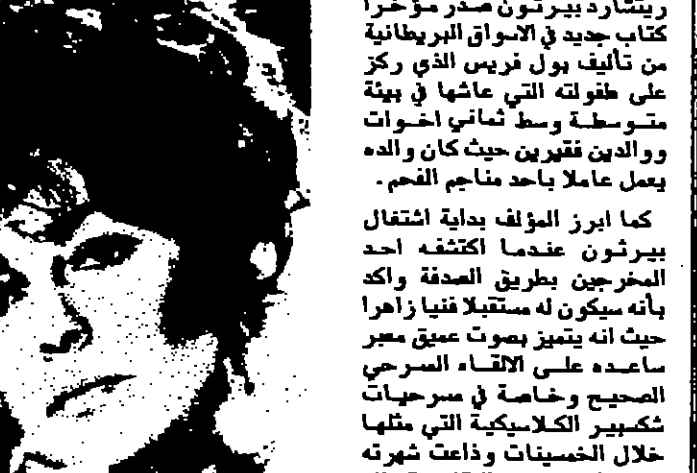 ريتشارد بيرتون صدر مؤخرا
كتاب جديد في الاسواق البريطانية
من تأليف بول فريس الذي ركز
على طفولته التي عاشها في بيئة
متوسطة وسط ثماني اخوات
ووالدين فقيرين حيث كان والده
يعمل عاملا باحد مناجم الفحم.
كما ابرز المؤلف بداية اشتغال
بيرتون عندما اكتشفه احد
المخرجين بطريق الصدفة واكد
بأنه سيكون له مستقبلا فنيا زاهرا
حيث انه يتميز بصوت عميق معبر
ساعده على الالقاء المسرحي
الصحيح وخاصة في مسرحيات
شكسبير الكلاسيكية التي مثلها
خلال الخمسينات وذاعت شهرته